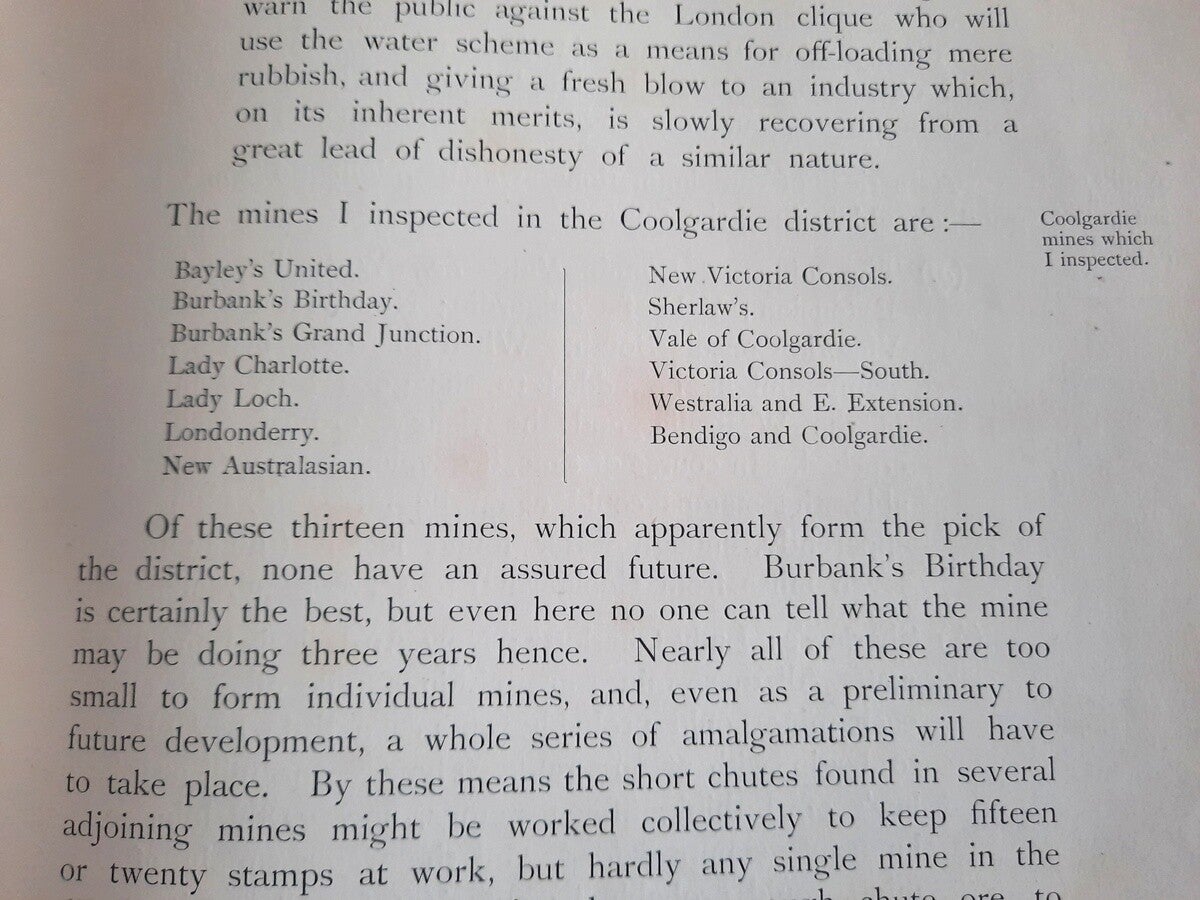 warn the public against the London clique who will
use the water scheme as a means for off-loading mere
rubbish, and giving a fresh blow to an industry which,
on its inherent merits, is slowly recovering from a
great lead of dishonesty of a similar nature.
The mines I inspected in the Coolgardie district are :—
Coolgardie
mines which
I inspected.
Bayley's United.
Burbank's Birthday.
Burbank's Grand Junction.
Lady Charlotte.
Lady Loch.
Londonderry.
New Australasian.
New Victoria Consols.
Sherlaw's.
Vale of Coolgardie.
Victoria Consols—South.
Westralia and E. Extension.
Bendigo and Coolgardie.
Of these thirteen mines, which apparently form the pick of
the district, none have an assured future. Burbank's Birthday
is certainly the best, but even here no one can tell what the mine
may be doing three years hence. Nearly all of these are too
small to form individual mines, and, even as a preliminary to
future development, a whole series of amalgamations will have
to take place. By these means the short chutes found in several
adjoining mines might be worked collectively to keep fifteen
or twenty stamps at work, but hardly any single mine in the
chute ore to